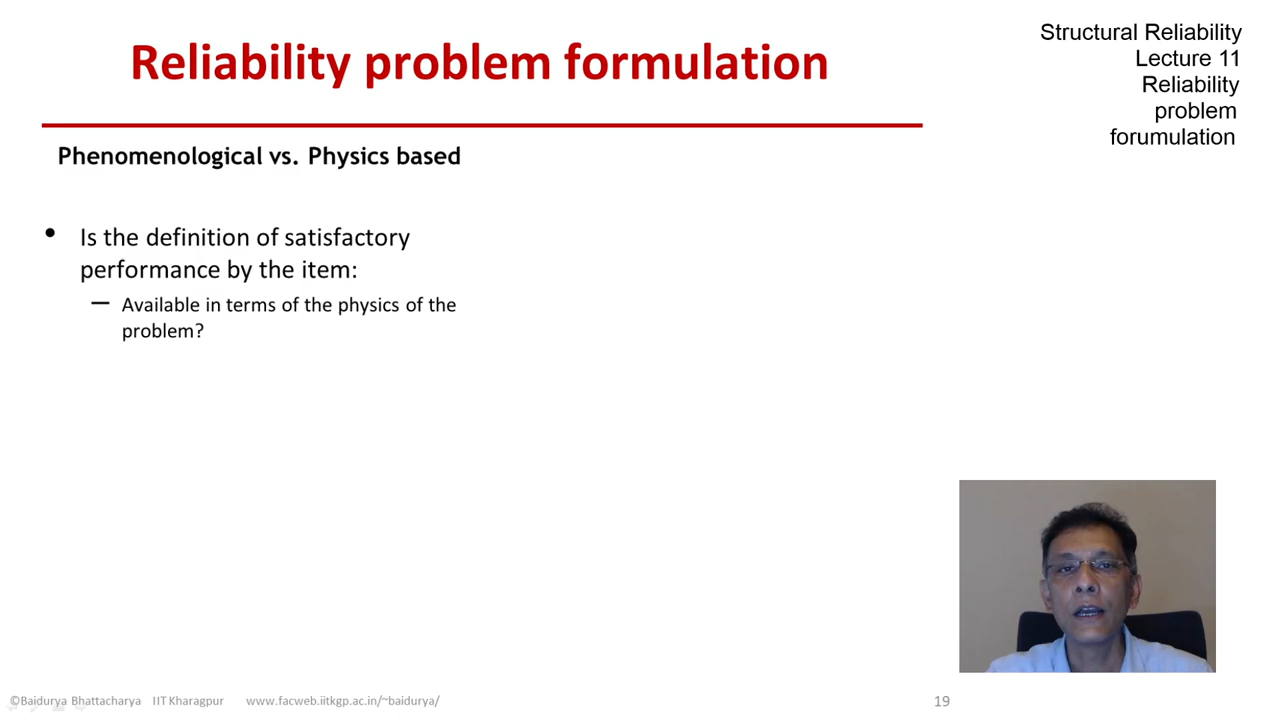 Reliability problem formulation
Structural Reliability
Lecture 11
Reliability
problem
forumulation
Phenomenological vs. Physics based
• Is the definition of satisfactory
performance by the item:
— Available in terms of the physics of the
problem?
©Baidurya Bhattacharya IIT Kharagpur www.facweb.iitkgp.ac.in/~baidurya/
19